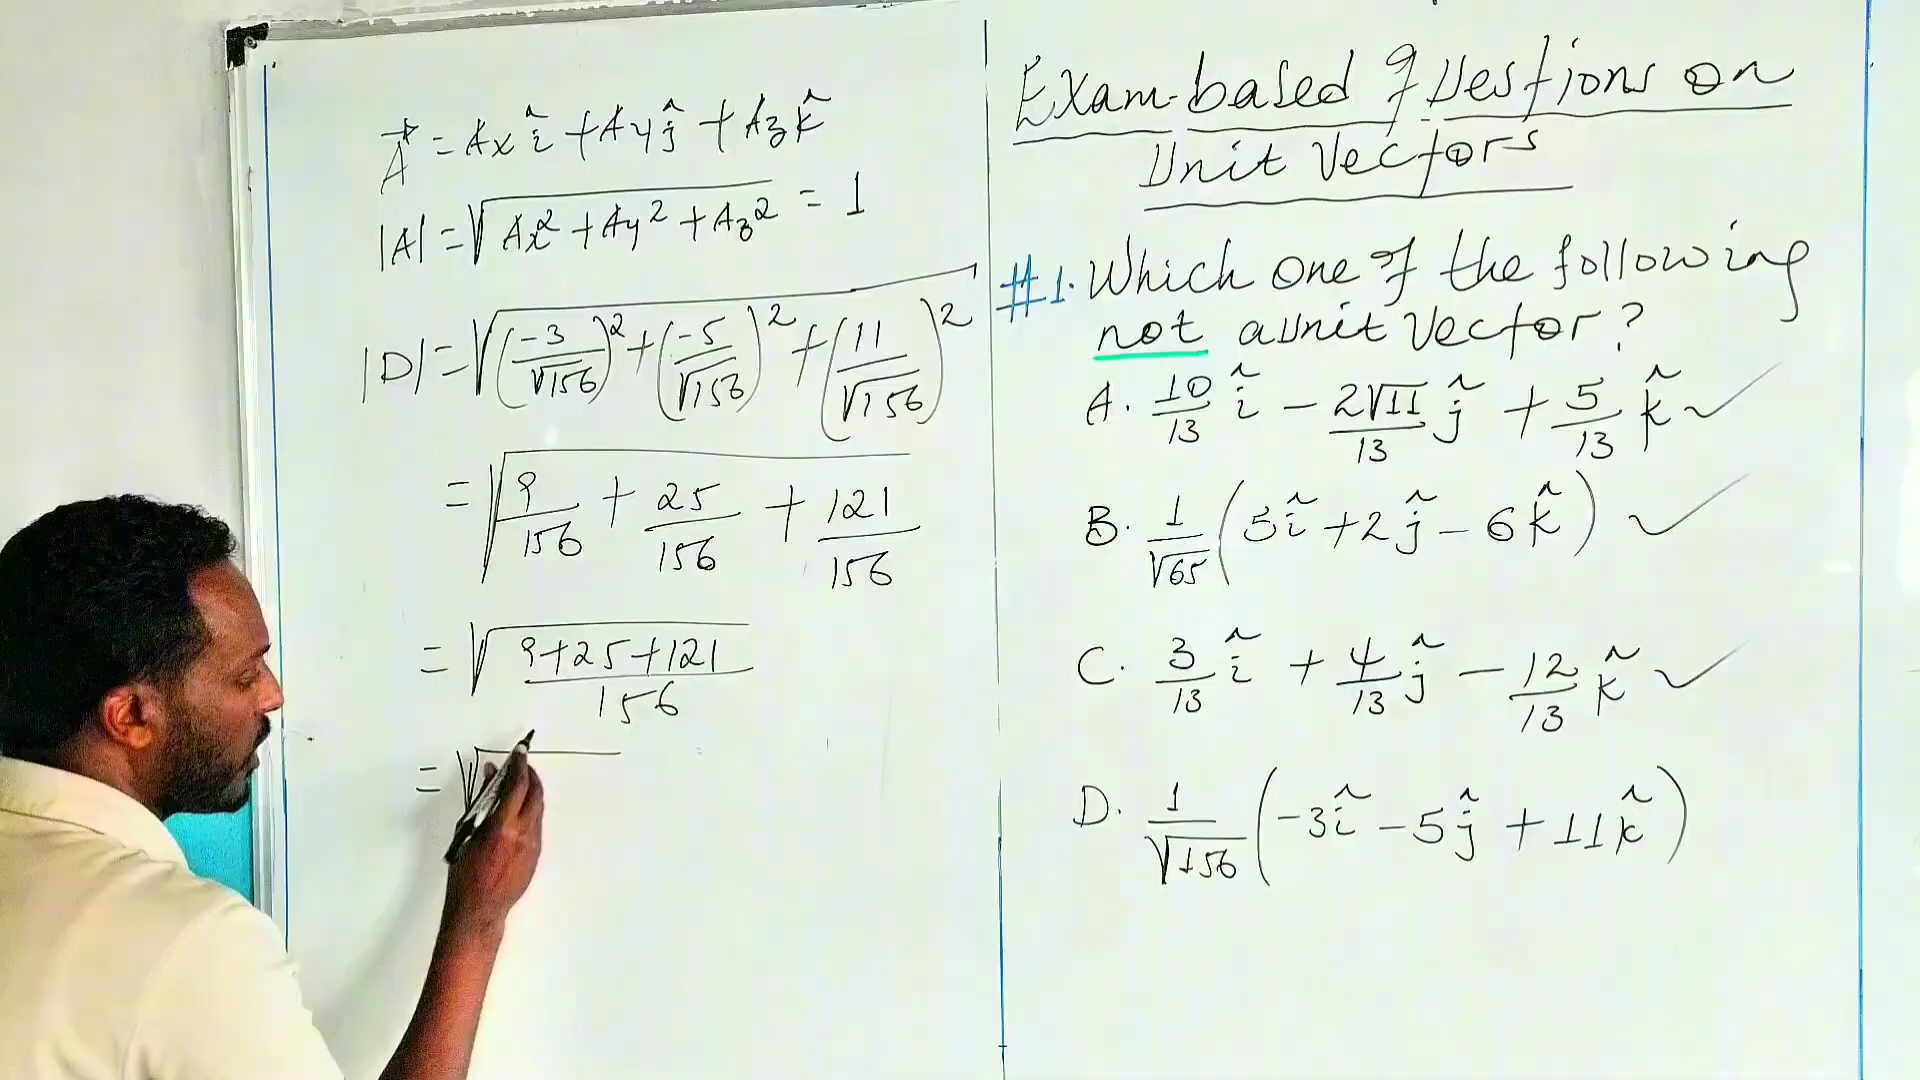 A⃗ = Ax î + Ay ĵ + Az k̂
|A| = √(Ax² + Ay² + Az²) = 1
|D| = √((-3/√156)² + (-5/√156)² + (11/√156)²)
= √(9/156 + 25/156 + 121/156)
= √((9+25+121)/156)
= √
Exam-based questions on
Unit Vectors
#1. Which one of the following
not a unit Vector?
A. 10/13 î - 2√11/13 ĵ + 5/13 k̂ ✓
B. 1/√65 (5î + 2ĵ - 6k̂) ✓
C. 3/13 î + 4/13 ĵ - 12/13 k̂ ✓
D. 1/√156 (-3î - 5ĵ + 11k̂)